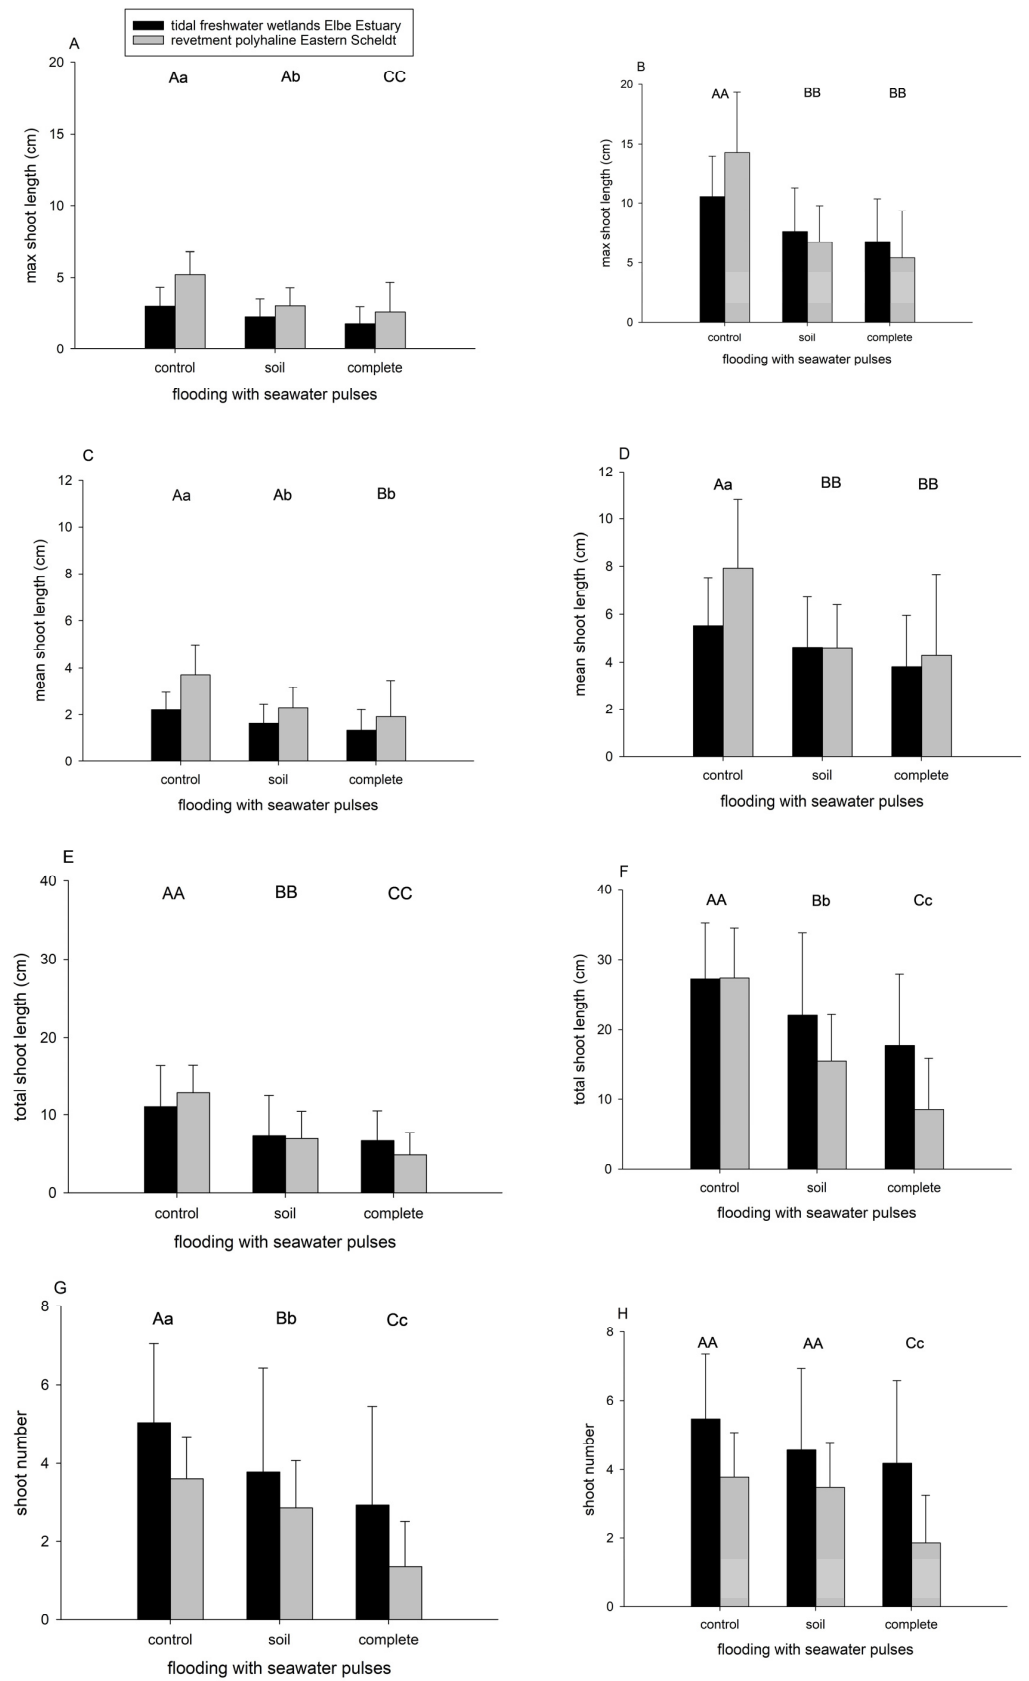 tidal freshwater wetlands Elbe Estuary
revetment polyhaline Eastern Scheldt
A
20
15
10
5
0
max shoot length (cm)
Aa
Ab
CC
control
soil
complete
flooding with seawater pulses
B
20
15
10
5
0
max shoot length (cm)
AA
BB
BB
control
soil
complete
flooding with seawater pulses
C
12
10
8
6
4
2
0
mean shoot length (cm)
Aa
Ab
Bb
control
soil
complete
flooding with seawater pulses
D
12
10
8
6
4
2
0
mean shoot length (cm)
Aa
BB
BB
control
soil
complete
flooding with seawater pulses
E
40
30
20
10
0
total shoot length (cm)
AA
BB
CC
control
soil
complete
flooding with seawater pulses
F
40
30
20
10
0
total shoot length (cm)
AA
Bb
Cc
control
soil
complete
flooding with seawater pulses
G
8
6
4
2
0
shoot number
Aa
Bb
Cc
control
soil
complete
flooding with seawater pulses
H
8
6
4
2
0
shoot number
AA
AA
Cc
control
soil
complete
flooding with seawater pulses